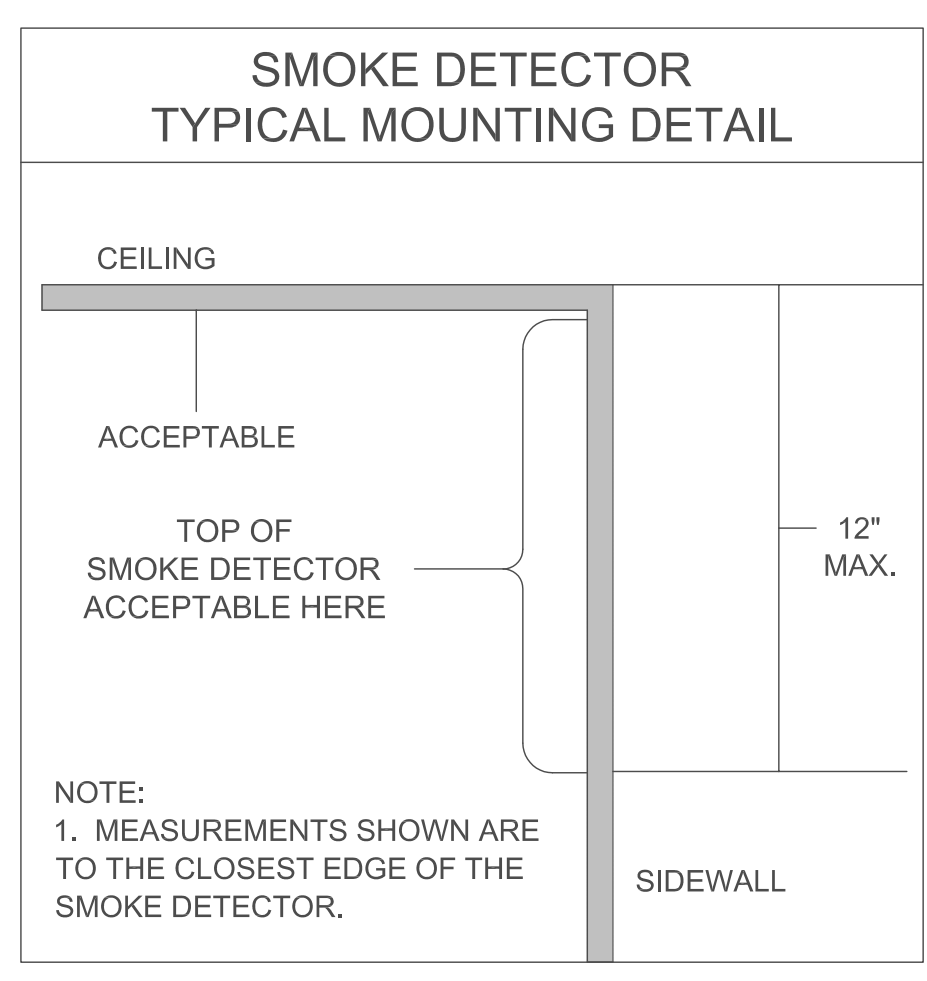 SMOKE DETECTOR
TYPICAL MOUNTING DETAIL
CEILING
ACCEPTABLE
TOP OF
SMOKE DETECTOR
ACCEPTABLE HERE
12"
MAX.
NOTE:
1. MEASUREMENTS SHOWN ARE
TO THE CLOSEST EDGE OF THE
SMOKE DETECTOR.
SIDEWALL